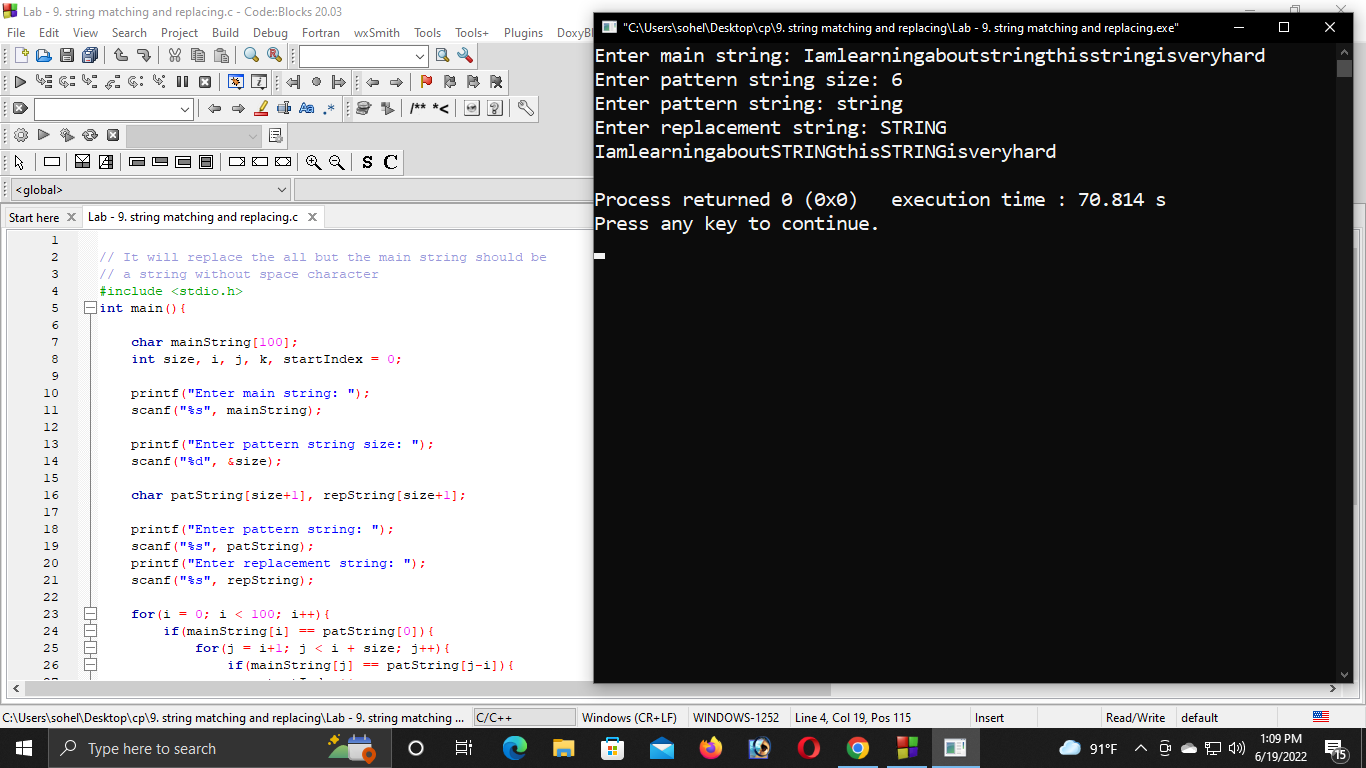 Lab - 9. string matching and replacing.c - Code::Blocks 20.03
File Edit View Search Project Build Debug Fortran wxSmith Tools Tools+ Plugins DoxyBl
/** *<
S C
<global>
Start here Lab - 9. string matching and replacing.c
1
2 // It will replace the all but the main string should be
3 // a string without space character
4 #include <stdio.h>
5 int main(){
6
7 char mainString[100];
8 int size, i, j, k, startIndex = 0;
9
10 printf("Enter main string: ");
11 scanf("%s", mainString);
12
13 printf("Enter pattern string size: ");
14 scanf("%d", &size);
15
16 char patString[size+1], repString[size+1];
17
18 printf("Enter pattern string: ");
19 scanf("%s", patString);
20 printf("Enter replacement string: ");
21 scanf("%s", repString);
22
23 for(i = 0; i < 100; i++){
24 if(mainString[i] == patString[0]){
25 for(j = i+1; j < i + size; j++){
26 if(mainString[j] == patString[j-i]){
"C:\Users\sohel\Desktop\cp\9. string matching and replacing\Lab - 9. string matching and replacing.exe"
Enter main string: Iamlearningaboutstringthisstringisveryhard
Enter pattern string size: 6
Enter pattern string: string
Enter replacement string: STRING
IamlearningaboutSTRINGthisSTRINGisveryhard
Process returned 0 (0x0) execution time : 70.814 s
Press any key to continue.
C:\Users\sohel\Desktop\cp\9. string matching and replacing\Lab - 9. string matching ... C/C++ Windows (CR+LF) WINDOWS-1252 Line 4, Col 19, Pos 115 Insert Read/Write default
Type here to search
91°F
1:09 PM
6/19/2022
15